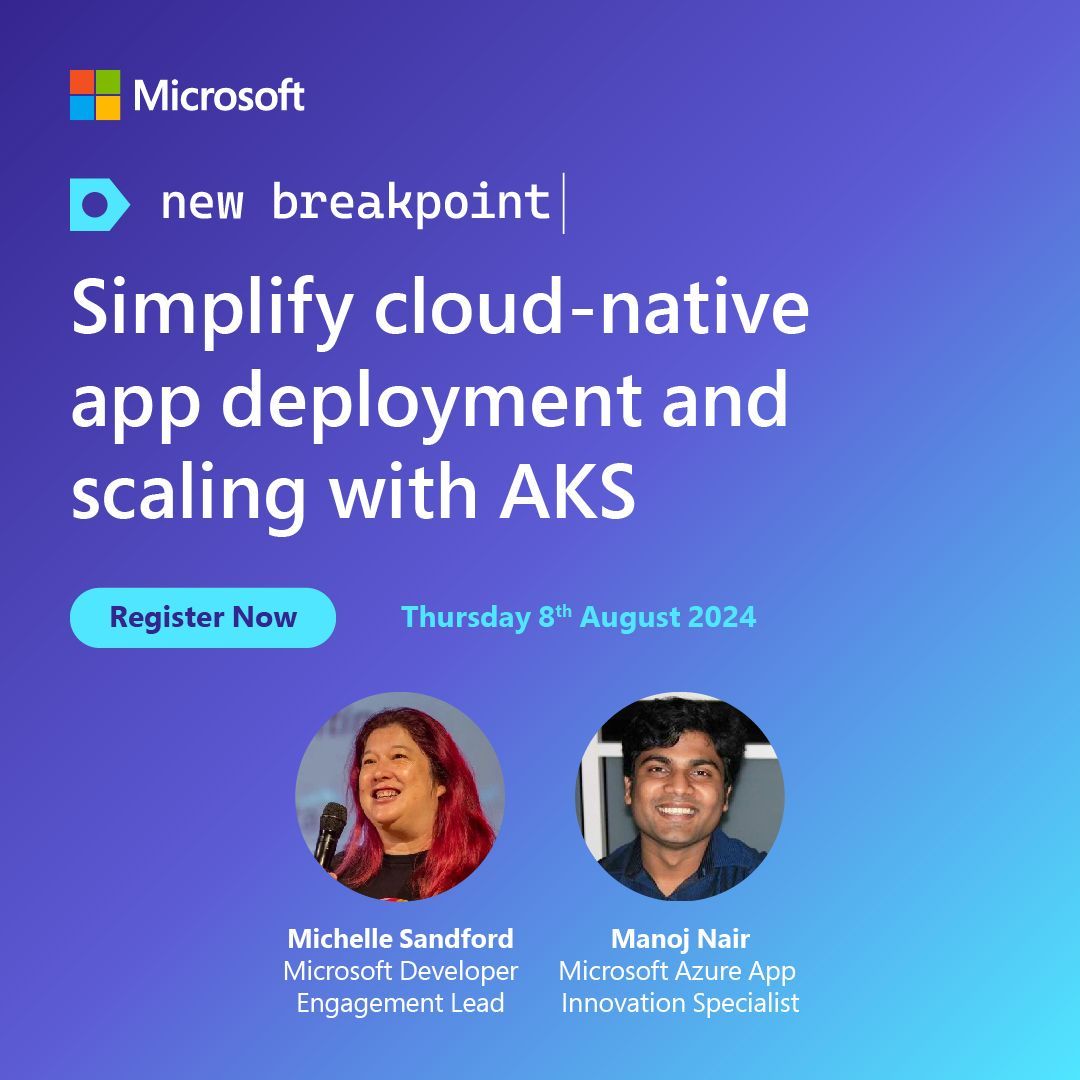 Microsoft
new breakpoint
Simplify cloud-native
app deployment and
scaling with AKS
Register Now
Thursday 8th August 2024
Michelle Sandford
Microsoft Developer
Engagement Lead
Manoj Nair
Microsoft Azure App
Innovation Specialist